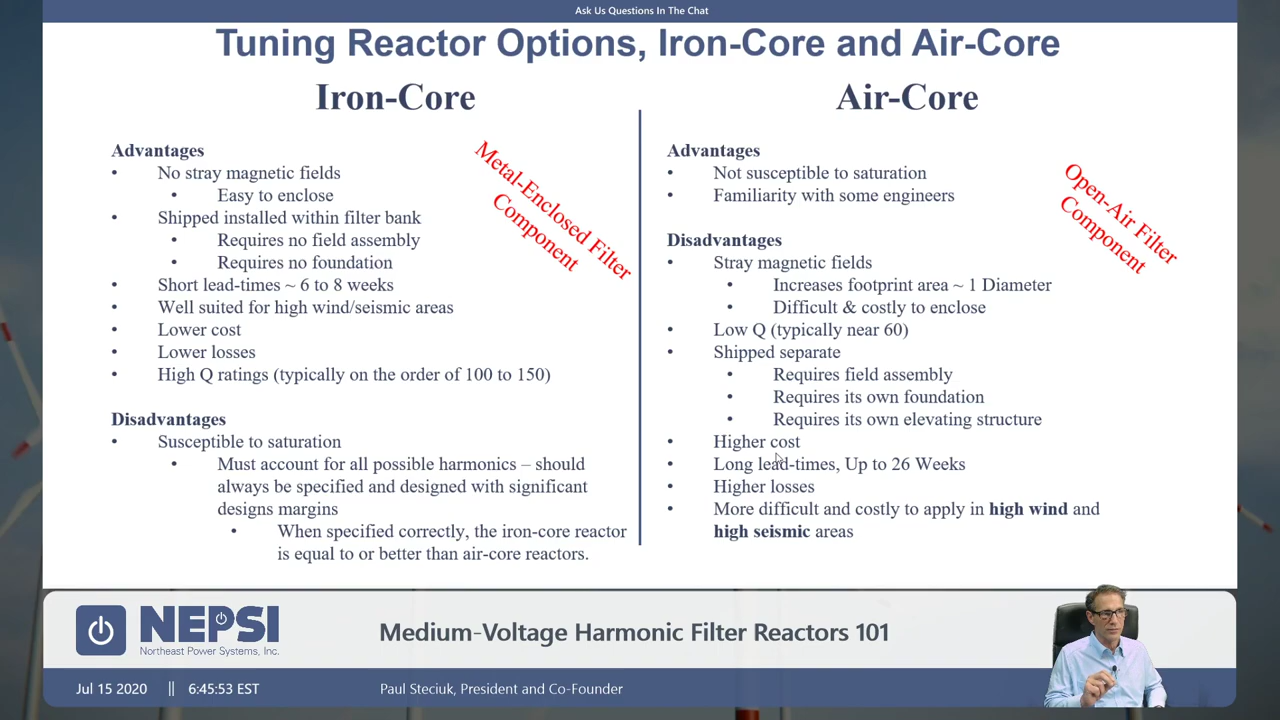 Ask Us Questions In The Chat
Tuning Reactor Options, Iron-Core and Air-Core
Iron-Core
Advantages
• No stray magnetic fields
• Easy to enclose
• Shipped installed within filter bank
• Requires no field assembly
• Requires no foundation
• Short lead-times ~ 6 to 8 weeks
• Well suited for high wind/seismic areas
• Lower cost
• Lower losses
• High Q ratings (typically on the order of 100 to 150)
Disadvantages
• Susceptible to saturation
• Must account for all possible harmonics – should
always be specified and designed with significant
designs margins
• When specified correctly, the iron-core reactor
is equal to or better than air-core reactors.
Metal-Enclosed Filter
Component
Air-Core
Advantages
• Not susceptible to saturation
• Familiarity with some engineers
Disadvantages
• Stray magnetic fields
• Increases footprint area ~ 1 Diameter
• Difficult & costly to enclose
• Low Q (typically near 60)
• Shipped separate
• Requires field assembly
• Requires its own foundation
• Requires its own elevating structure
• Higher cost
• Long lead-times, Up to 26 Weeks
• Higher losses
• More difficult and costly to apply in high wind and
high seismic areas
Open-Air Filter
Component
NEPSI
Northeast Power Systems, Inc.
Medium-Voltage Harmonic Filter Reactors 101
Jul 15 2020 || 6:45:53 EST
Paul Steciuk, President and Co-Founder